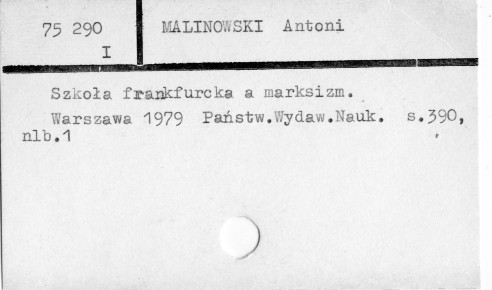 75 290
I
MALINOWSKI Antoni
Szkoła frankfurcka a marksizm.
Warszawa 1979 Państw.Wydaw.Nauk. s.390,
nlb.1